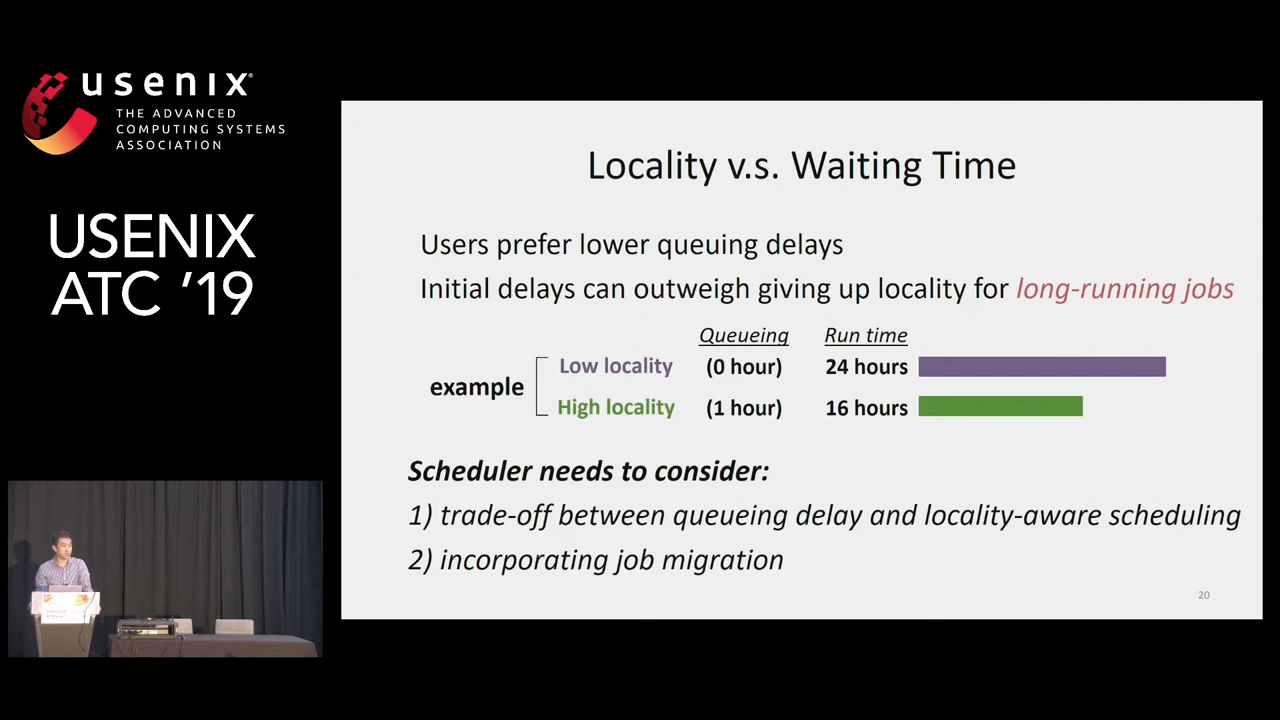 usenix
THE ADVANCED
COMPUTING SYSTEMS
ASSOCIATION
USENIX
ATC '19
Locality v.s. Waiting Time
Users prefer lower queuing delays
Initial delays can outweigh giving up locality for long-running jobs
Queueing Run time
example
Low locality (0 hour) 24 hours
High locality (1 hour) 16 hours
Scheduler needs to consider:
1) trade-off between queueing delay and locality-aware scheduling
2) incorporating job migration
20